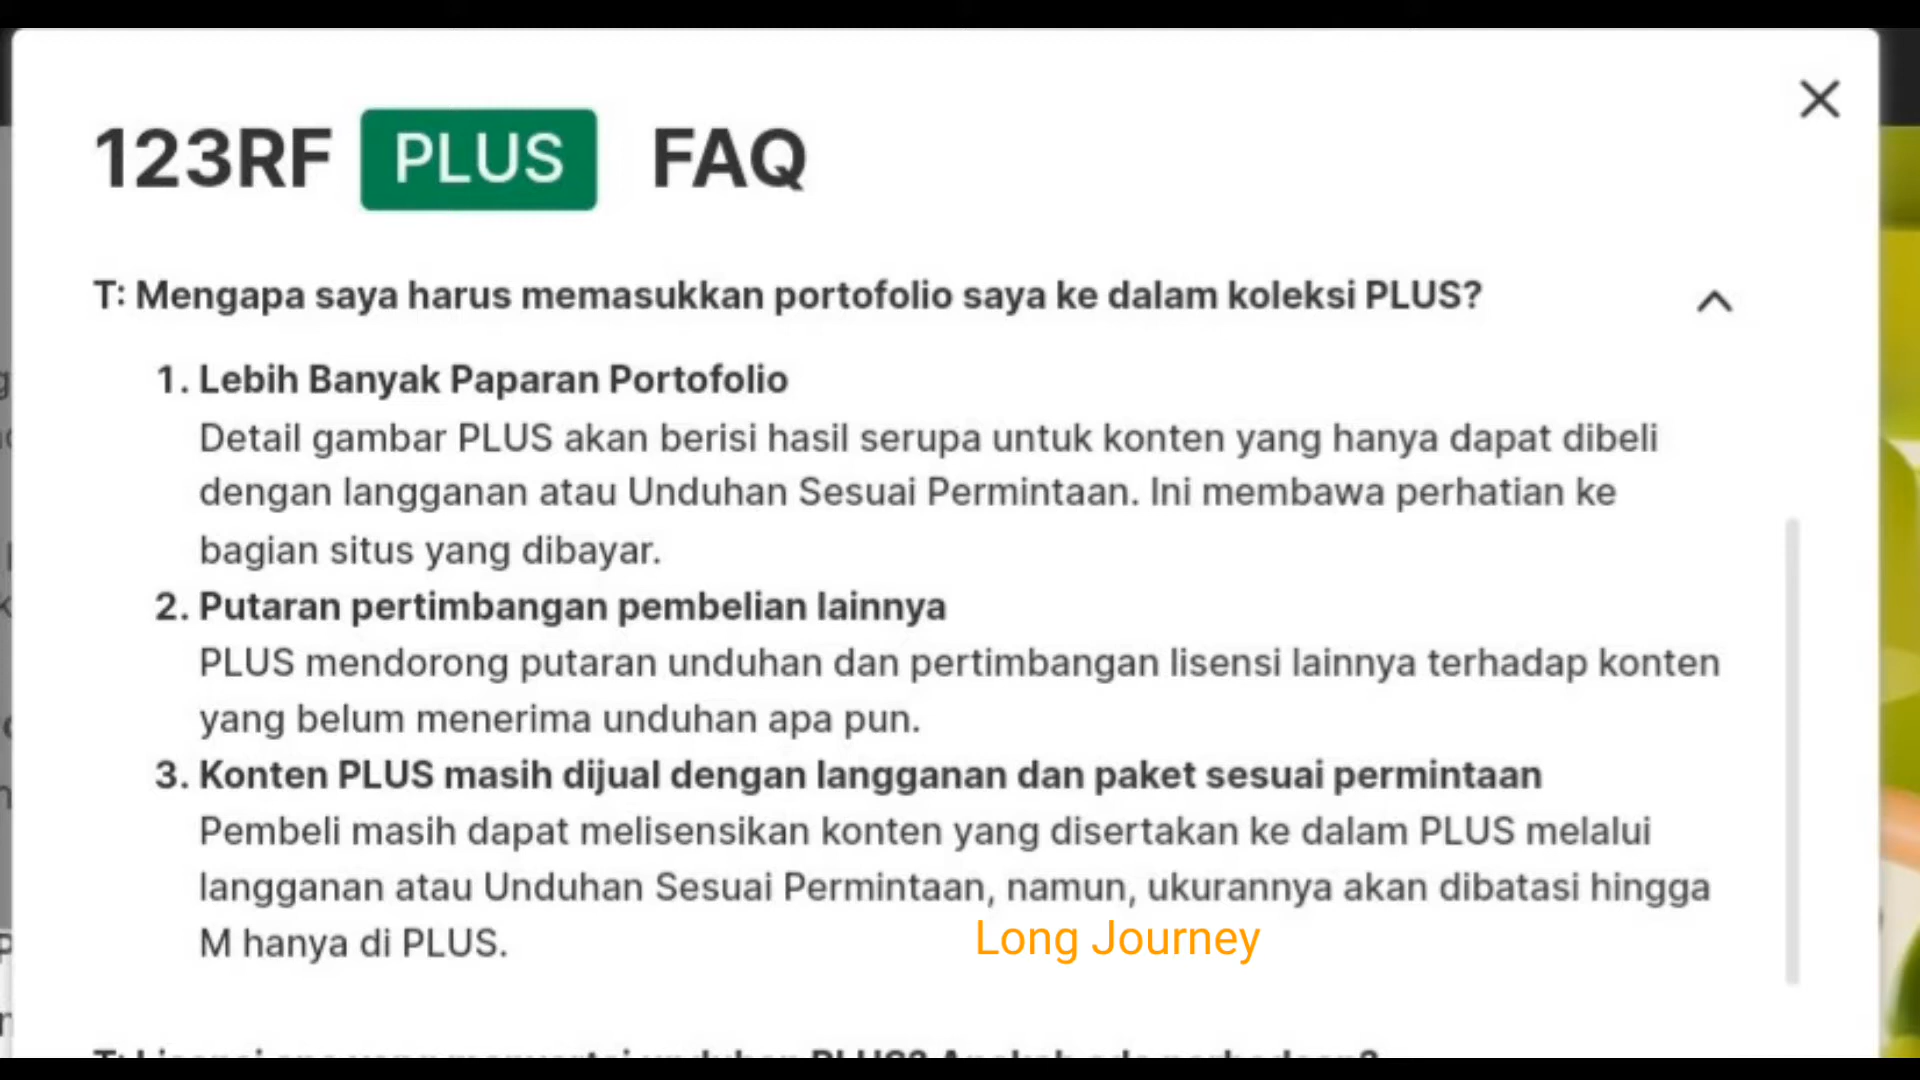 123RF PLUS FAQ
T: Mengapa saya harus memasukkan portofolio saya ke dalam koleksi PLUS?
1. Lebih Banyak Paparan Portofolio
Detail gambar PLUS akan berisi hasil serupa untuk konten yang hanya dapat dibeli
dengan langganan atau Unduhan Sesuai Permintaan. Ini membawa perhatian ke
bagian situs yang dibayar.
2. Putaran pertimbangan pembelian lainnya
PLUS mendorong putaran unduhan dan pertimbangan lisensi lainnya terhadap konten
yang belum menerima unduhan apa pun.
3. Konten PLUS masih dijual dengan langganan dan paket sesuai permintaan
Pembeli masih dapat melisensikan konten yang disertakan ke dalam PLUS melalui
langganan atau Unduhan Sesuai Permintaan, namun, ukurannya akan dibatasi hingga
M hanya di PLUS.
Long Journey